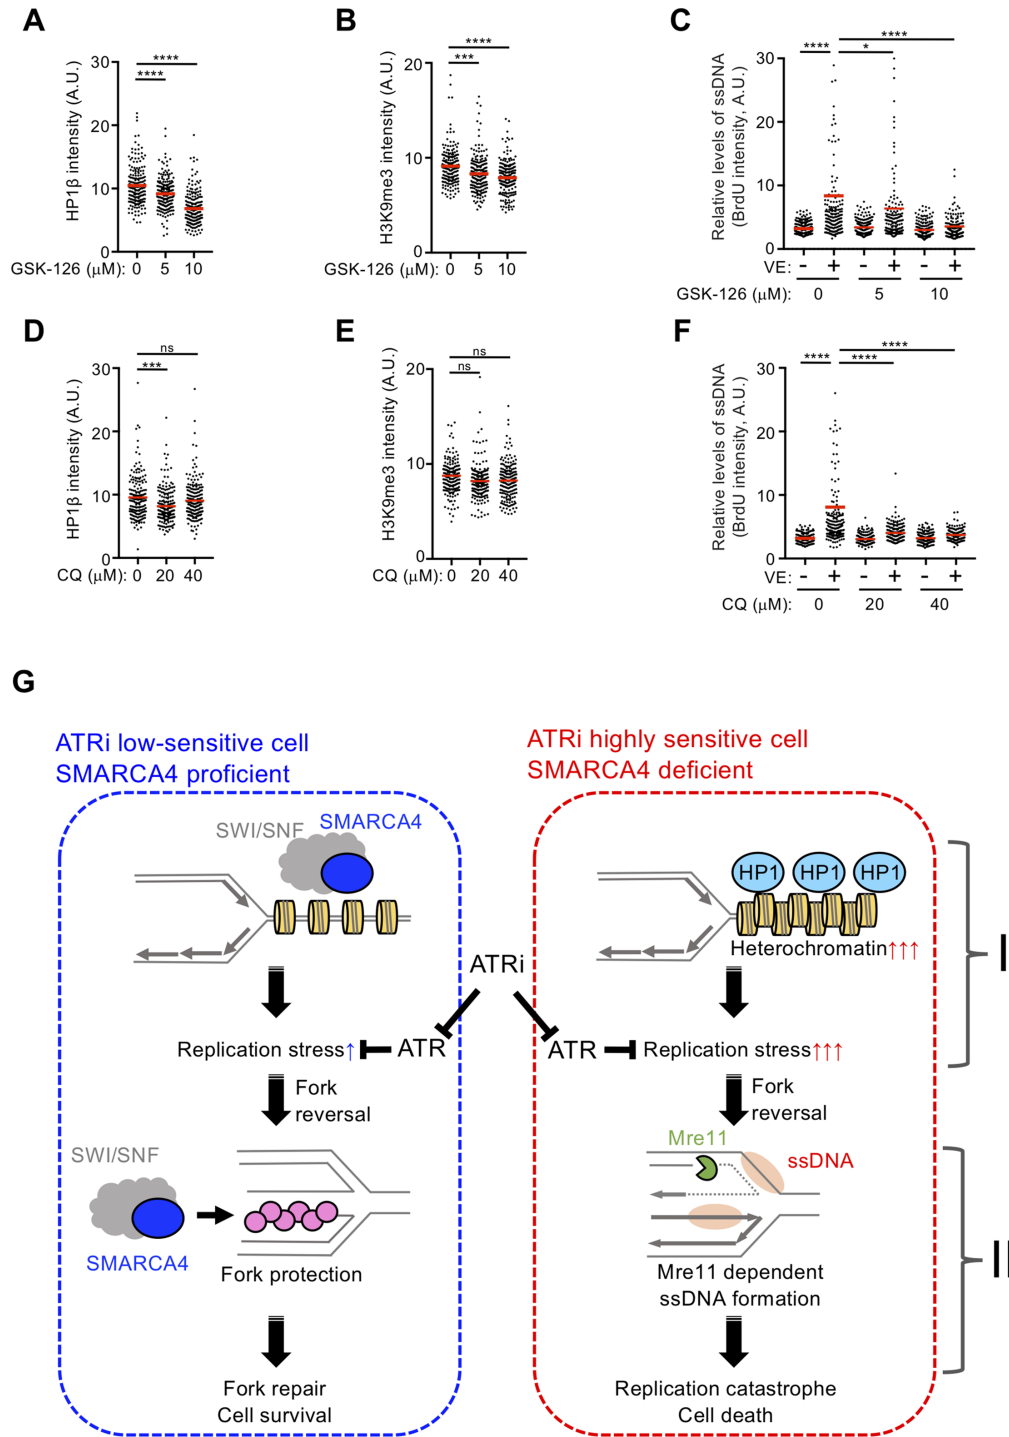 A
HP1β intensity (A.U.)
30
20
10
0
****
****
GSK-126 (μM): 0 5 10
B
H3K9me3 intensity (A.U.)
20
10
0
****
***
0 5 10
C
Relative levels of ssDNA
(BrdU intensity, A.U.)
30
20
10
0
****
**** *
VE: - + - + - +
GSK-126 (μM): 0 5 10
D
HP1β intensity (A.U.)
30
20
10
0
ns
***
CQ (μM): 0 20 40
E
H3K9me3 intensity (A.U.)
20
10
0
ns
ns
0 20 40
F
Relative levels of ssDNA
(BrdU intensity, A.U.)
30
20
10
0
****
**** ****
VE: - + - + - +
CQ (μM): 0 20 40
G
ATRi low-sensitive cell
SMARCA4 proficient
SWI/SNF SMARCA4
Replication stress↑
ATR
Fork
reversal
SWI/SNF
SMARCA4
Fork protection
Fork repair
Cell survival
ATRi
ATRi highly sensitive cell
SMARCA4 deficient
HP1 HP1 HP1
Heterochromatin↑↑↑
ATR
Replication stress↑↑↑
Fork
reversal
Mre11
ssDNA
Mre11 dependent
ssDNA formation
Replication catastrophe
Cell death
I
II